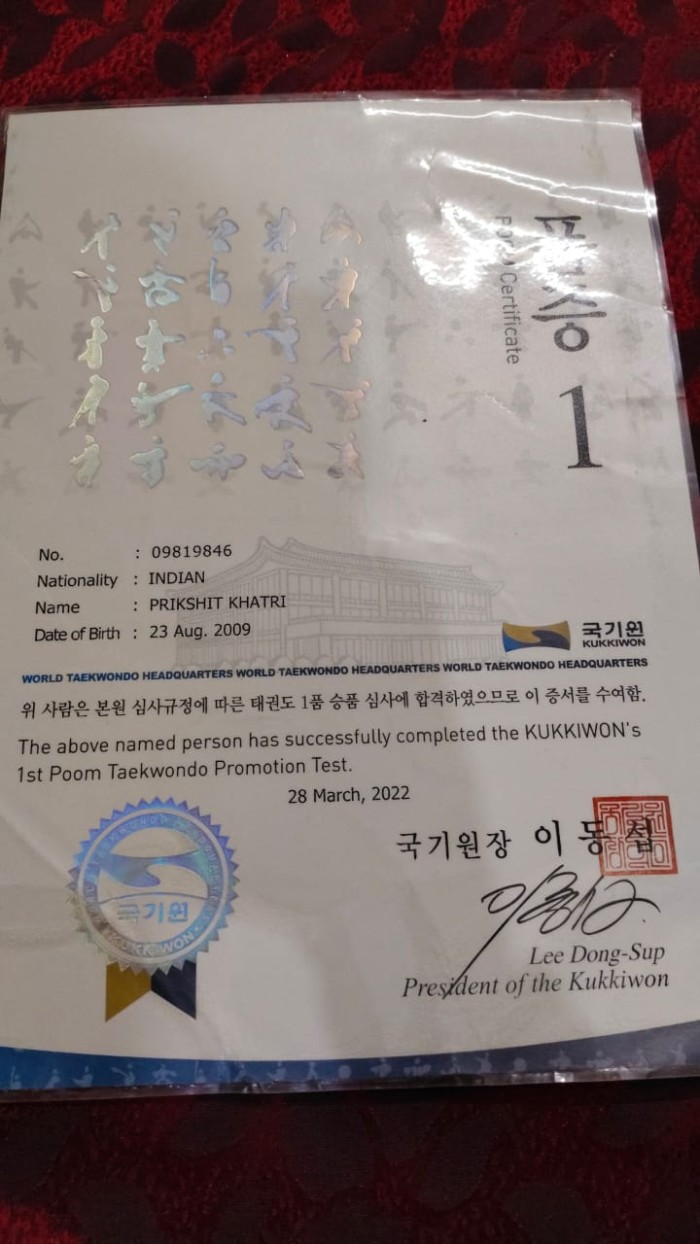 품증
Poom Certificate
1
No. : 09819846
Nationality : INDIAN
Name : PRIKSHIT KHATRI
Date of Birth : 23 Aug. 2009
국기원
KUKKIWON
WORLD TAEKWONDO HEADQUARTERS WORLD TAEKWONDO HEADQUARTERS WORLD TAEKWONDO HEADQUARTERS
위 사람은 본원 심사규정에 따른 태권도 1품 승품 심사에 합격하였으므로 이 증서를 수여함.
The above named person has successfully completed the KUKKIWON's
1st Poom Taekwondo Promotion Test.
28 March, 2022
국기원장 이동섭
Lee Dong-Sup
President of the Kukkiwon
국기원
KUKKIWON